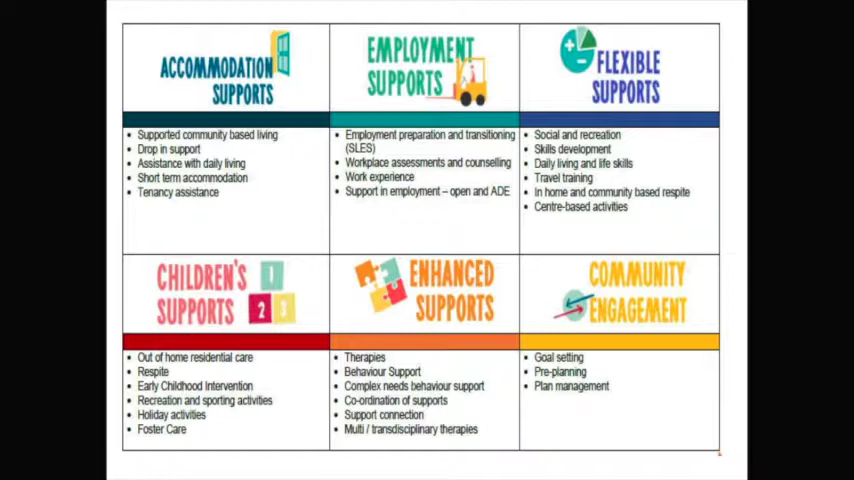 ACCOMMODATION
SUPPORTS
EMPLOYMENT
SUPPORTS
FLEXIBLE
SUPPORTS
Supported community based living
Drop in support
Assistance with daily living
Short term accommodation
Tenancy assistance
Employment preparation and transitioning
(SLES)
Workplace assessments and counselling
Work experience
Support in employment – open and ADE
Social and recreation
Skills development
Daily living and life skills
Travel training
In home and community based respite
Centre-based activities
CHILDREN'S
SUPPORTS
1
2 3
ENHANCED
SUPPORTS
COMMUNITY
ENGAGEMENT
Out of home residential care
Respite
Early Childhood Intervention
Recreation and sporting activities
Holiday activities
Foster Care
Therapies
Behaviour Support
Complex needs behaviour support
Co-ordination of supports
Support connection
Multi / transdisciplinary therapies
Goal setting
Pre-planning
Plan management